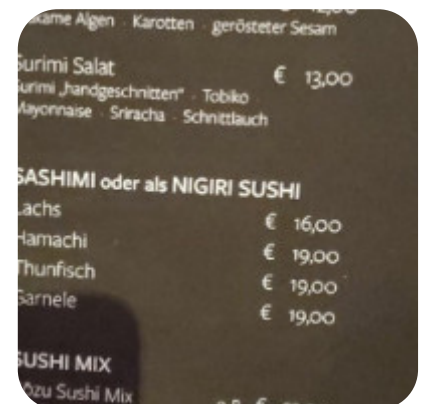 Algen · Karotten · gerösteter Sesam
Surimi Salat € 13,00
Surimi „handgeschnitten“ · Tobiko
Mayonnaise · Sriracha · Schnittlauch
SASHIMI oder als NIGIRI SUSHI
Lachs € 16,00
Hamachi € 19,00
Thunfisch € 19,00
Garnele € 19,00
SUSHI MIX
Sushi Mix